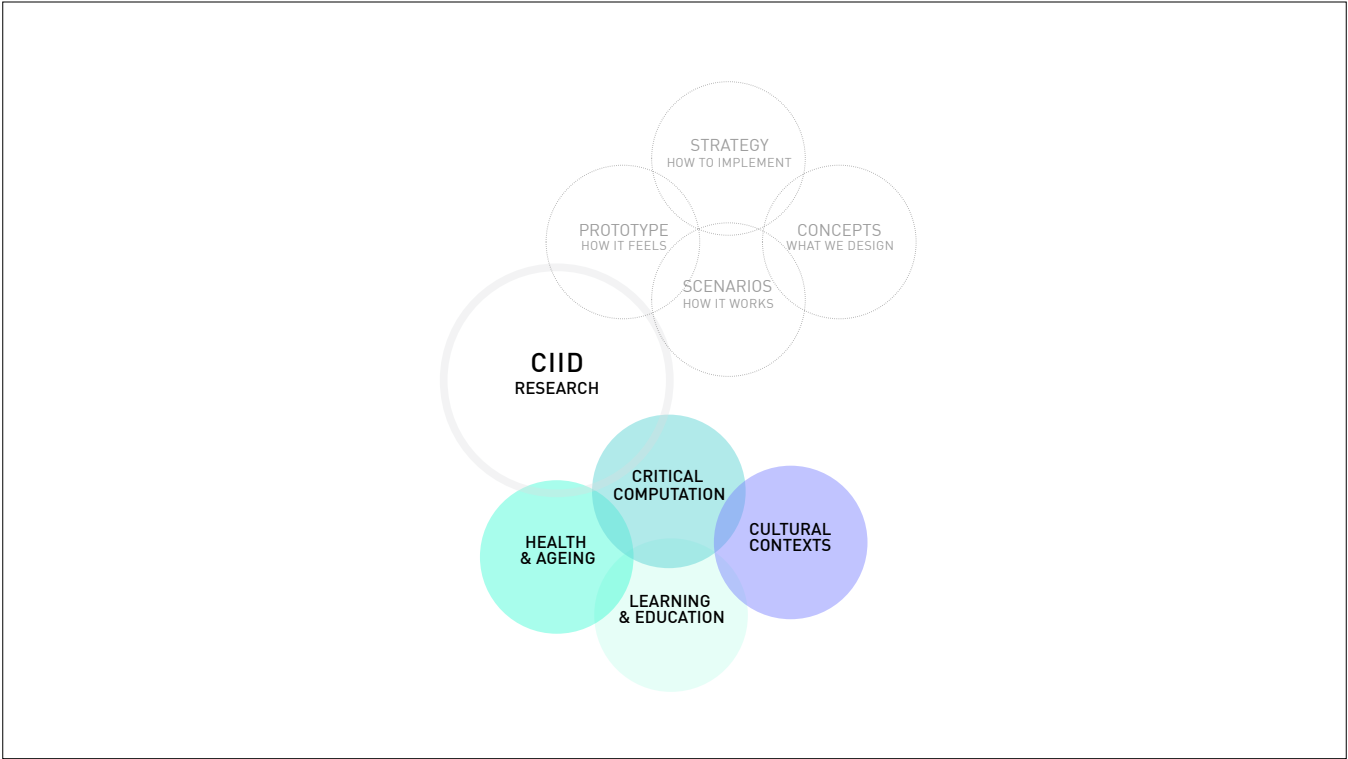 STRATEGY
HOW TO IMPLEMENT
PROTOTYPE
HOW IT FEELS
CONCEPTS
WHAT WE DESIGN
SCENARIOS
HOW IT WORKS
CIID
RESEARCH
CRITICAL
COMPUTATION
HEALTH
& AGEING
CULTURAL
CONTEXTS
LEARNING
& EDUCATION